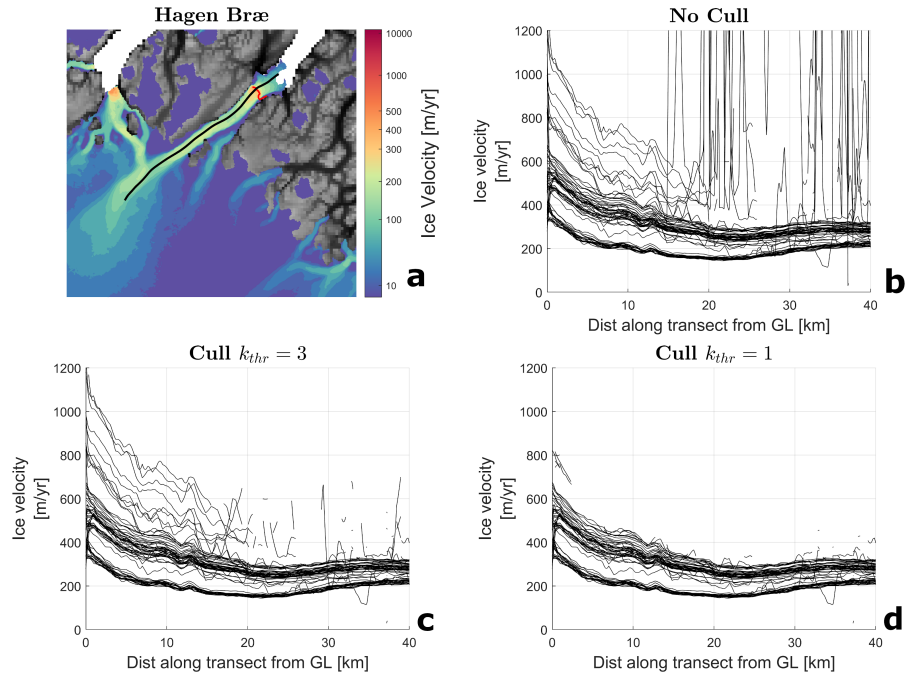 Hagen Bræ
10000
1000
500
400
300
200
100
10
Ice Velocity [m/yr]
a
No Cull
1200
1000
800
600
400
200
0
Ice velocity
[m/yr]
0 10 20 30 40
Dist along transect from GL [km]
b
Cull k_thr = 3
1200
1000
800
600
400
200
0
Ice velocity
[m/yr]
0 10 20 30 40
Dist along transect from GL [km]
c
Cull k_thr = 1
1200
1000
800
600
400
200
0
Ice velocity
[m/yr]
0 10 20 30 40
Dist along transect from GL [km]
d